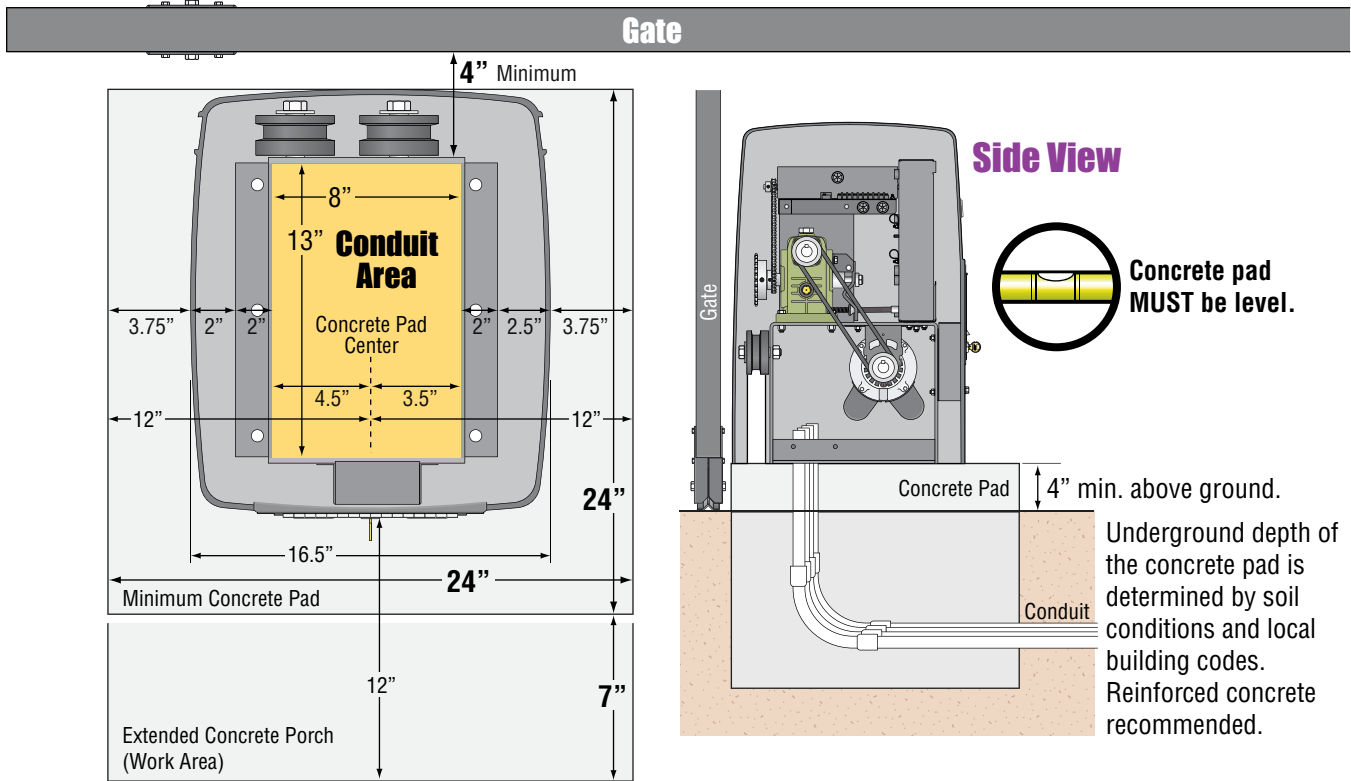 Gate
4” Minimum
8”
13”
Conduit
Area
3.75”
2”
2”
2”
2.5”
3.75”
Concrete Pad
Center
4.5”
3.5”
12”
12”
24”
16.5”
24”
Minimum Concrete Pad
12”
7”
Extended Concrete Porch
(Work Area)
Side View
Gate
Concrete pad
MUST be level.
Concrete Pad
4” min. above ground.
Conduit
Underground depth of
the concrete pad is
determined by soil
conditions and local
building codes.
Reinforced concrete
recommended.